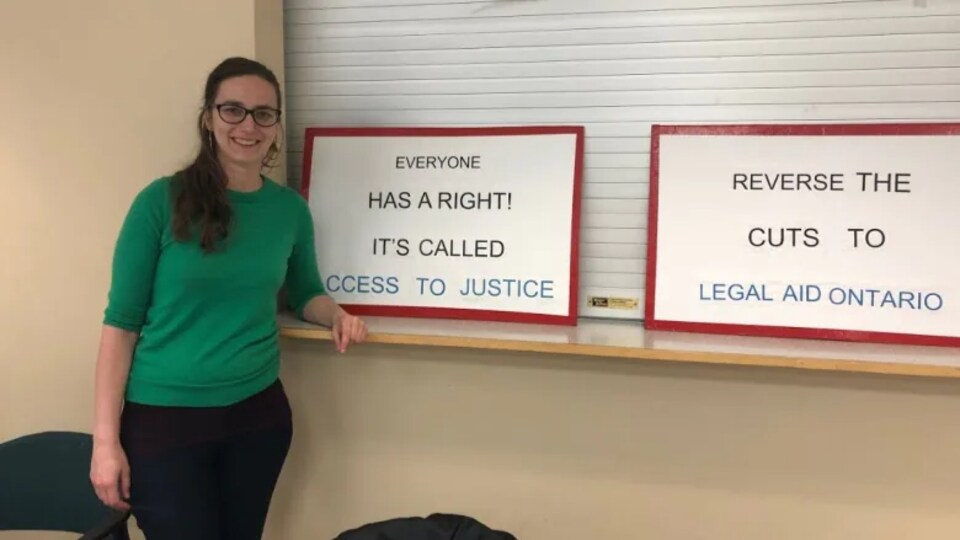 EVERYONE
HAS A RIGHT!
IT'S CALLED
CCESS TO JUSTICE
REVERSE THE
CUTS TO
LEGAL AID ONTARIO